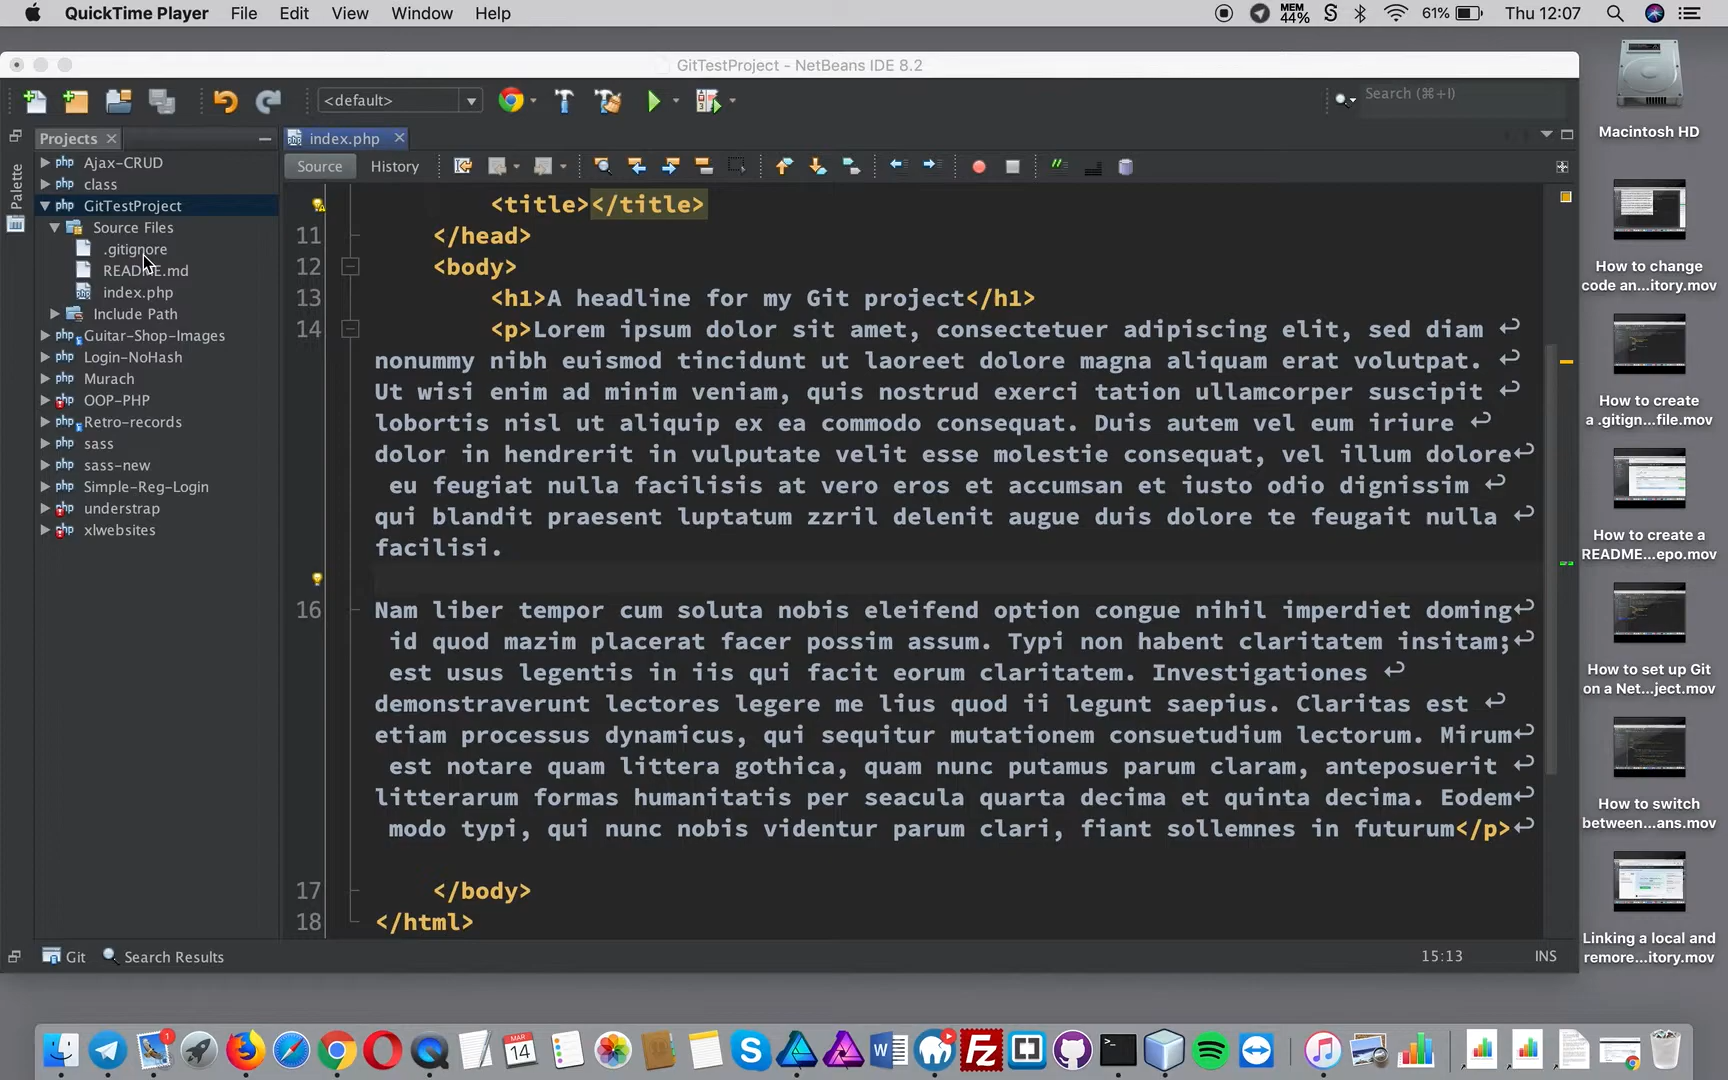 QuickTime Player File Edit View Window Help MEM 44% 61% Thu 12:07
GitTestProject - NetBeans IDE 8.2
<default> Search (⌘+I)
Projects index.php
Palette
Source History
Ajax-CRUD
class
GitTestProject
Source Files
.gitignore
README.md
index.php
Include Path
Guitar-Shop-Images
Login-NoHash
Murach
OOP-PHP
Retro-records
sass
sass-new
Simple-Reg-Login
understrap
xlwebsites
<title></title>
11 </head>
12 <body>
13 <h1>A headline for my Git project</h1>
14 <p>Lorem ipsum dolor sit amet, consectetuer adipiscing elit, sed diam
nonummy nibh euismod tincidunt ut laoreet dolore magna aliquam erat volutpat.
Ut wisi enim ad minim veniam, quis nostrud exerci tation ullamcorper suscipit
lobortis nisl ut aliquip ex ea commodo consequat. Duis autem vel eum iriure
dolor in hendrerit in vulputate velit esse molestie consequat, vel illum dolore
eu feugiat nulla facilisis at vero eros et accumsan et iusto odio dignissim
qui blandit praesent luptatum zzril delenit augue duis dolore te feugait nulla
facilisi.
16 Nam liber tempor cum soluta nobis eleifend option congue nihil imperdiet doming
id quod mazim placerat facer possim assum. Typi non habent claritatem insitam;
est usus legentis in iis qui facit eorum claritatem. Investigationes
demonstraverunt lectores legere me lius quod ii legunt saepius. Claritas est
etiam processus dynamicus, qui sequitur mutationem consuetudium lectorum. Mirum
est notare quam littera gothica, quam nunc putamus parum claram, anteposuerit
litterarum formas humanitatis per seacula quarta decima et quinta decima. Eodem
modo typi, qui nunc nobis videntur parum clari, fiant sollemnes in futurum</p>
17 </body>
18 </html>
Git Search Results 15:13 INS
Macintosh HD
How to change
code an...itory.mov
How to create
a .gitign...file.mov
How to create a
README...epo.mov
How to set up Git
on a Net...ject.mov
How to switch
between...ans.mov
Linking a local and
remore...itory.mov
MAR
14